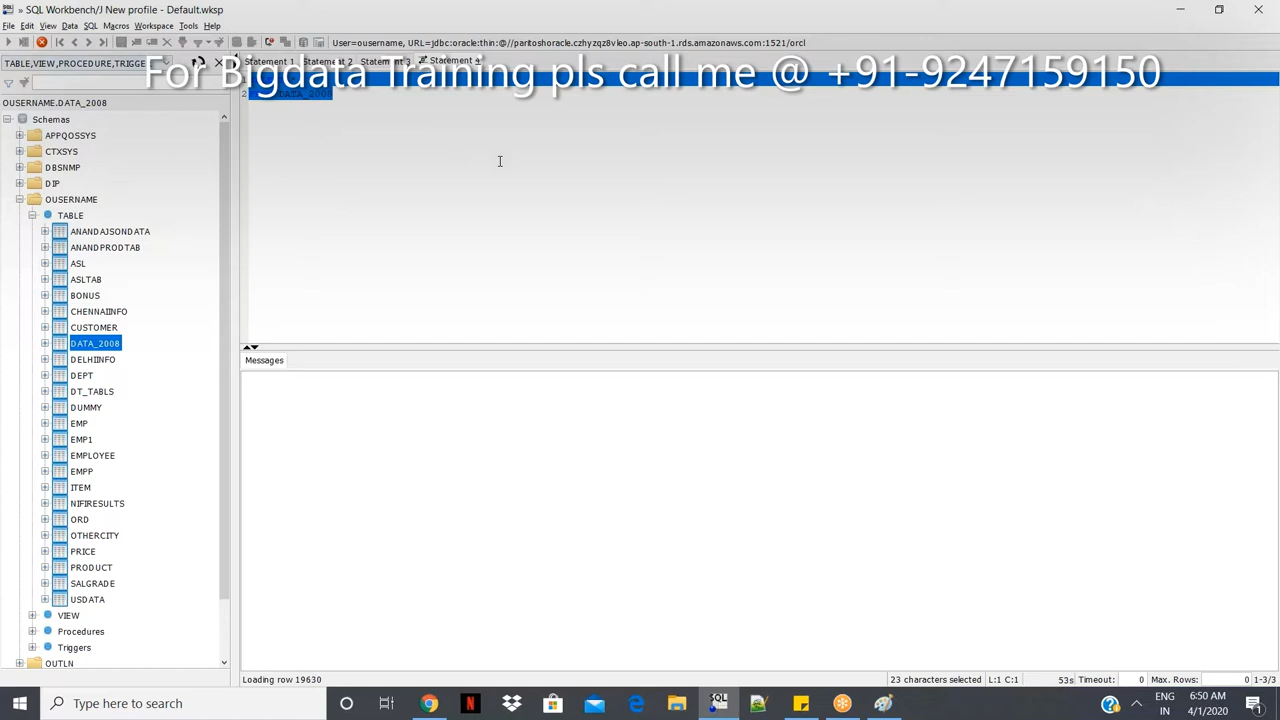 » SQL Workbench/J New profile - Default.wksp
File Edit View Data SQL Macros Workspace Tools Help
User=ousername, URL=jdbc:oracle:thin:@//paritoshoracle.czhyzqz8vleo.ap-south-1.rds.amazonaws.com:1521/orcl
TABLE,VIEW,PROCEDURE,TRIGGE
Statement 1 Statement 2 Statement 3 Statement 4
For Bigdata Training pls call me @ +91-9247159150
2 DATA_2008
OUSERNAME.DATA_2008
Schemas
APPQOSSYS
CTXSYS
DBSNMP
DIP
OUSERNAME
TABLE
ANANDAJSONDATA
ANANDPRODTAB
ASL
ASLTAB
BONUS
CHENNAIINFO
CUSTOMER
DATA_2008
DELHIINFO
DEPT
DT_TABLS
DUMMY
EMP
EMP1
EMPLOYEE
EMPP
ITEM
NIFIRESULTS
ORD
OTHERCITY
PRICE
PRODUCT
SALGRADE
USDATA
VIEW
Procedures
Triggers
OUTLN
Messages
Loading row 19630
23 characters selected L:1 C:1 53s Timeout: 0 Max. Rows: 0 1-3/3
Type here to search
ENG
IN
6:50 AM
4/1/2020